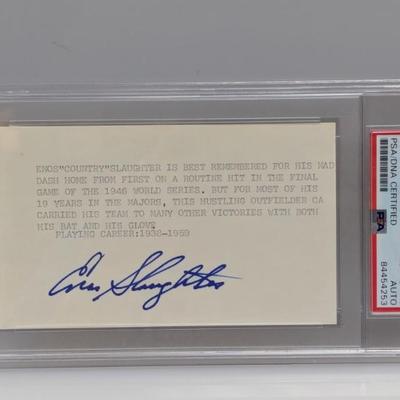 ENOS"COUNTRY"SLAUGHTER IS BEST REMEMBERED FOR HIS MAD
DASH HOME FROM FIRST ON A ROUTINE HIT IN THE FINAL
GAME OF THE 1946 WORLD SERIES. BUT FOR MOST OF HIS
19 YEARS IN THE MAJORS, THIS HUSTLING OUTFIELDER CA
CARRIED HIS TEAM TO MANY OTHER VICTORIES WITH BOTH
HIS BAT AND HIS GLOVE
PLAYING CAREER:1938-1959
Enos Slaughter
PSA/DNA CERTIFIED
PSA
AUTO
84454253